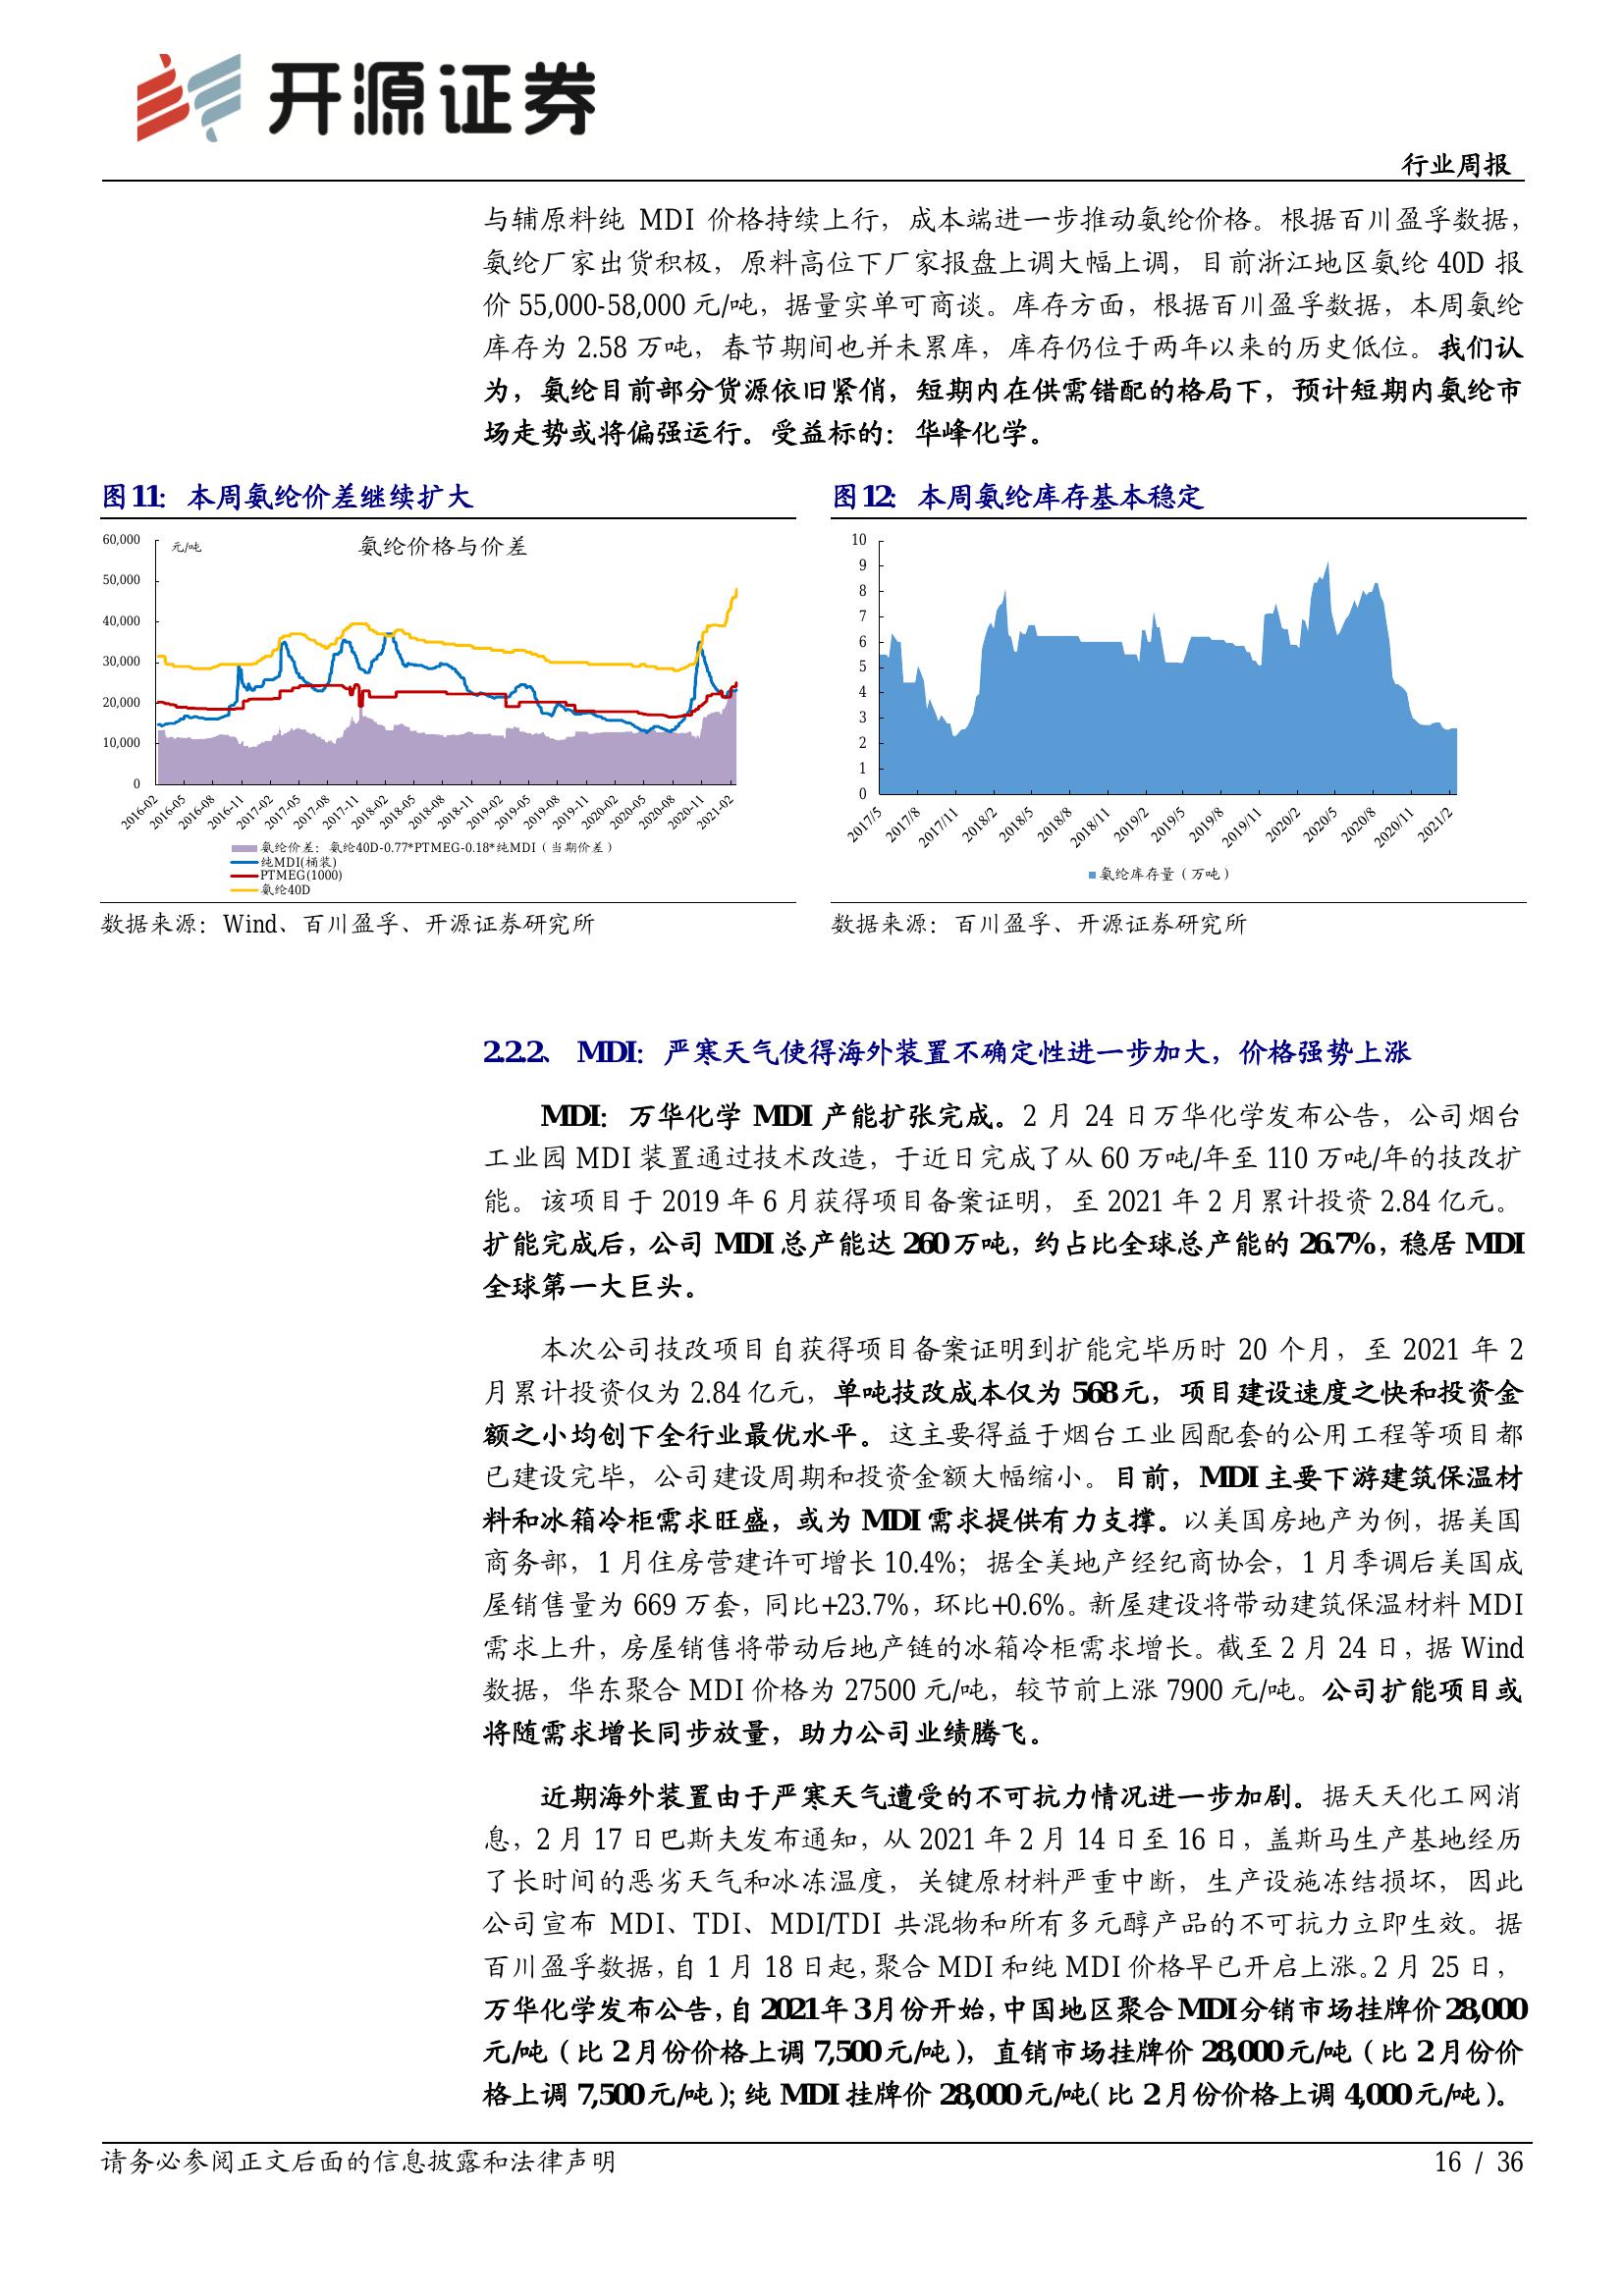 开源证券
行业周报
与辅原料纯 MDI 价格持续上行，成本端进一步推动氨纶价格。根据百川盈孚数据，
氨纶厂家出货积极，原料高位下厂家报盘上调大幅上调，目前浙江地区氨纶 40D 报
价 55,000-58,000 元/吨，据量实单可商谈。库存方面，根据百川盈孚数据，本周氨纶
库存为 2.58 万吨，春节期间也并未累库，库存仍位于两年以来的历史低位。我们认
为，氨纶目前部分货源依旧紧俏，短期内在供需错配的格局下，预计短期内氨纶市
场走势或将偏强运行。受益标的：华峰化学。
图11：本周氨纶价差继续扩大
元/吨
氨纶价格与价差
60,000
50,000
40,000
30,000
20,000
10,000
0
2016-02
2016-05
2016-08
2016-11
2017-02
2017-05
2017-08
2017-11
2018-02
2018-05
2018-08
2018-11
2019-02
2019-05
2019-08
2019-11
2020-02
2020-05
2020-08
2020-11
2021-02
氨纶价差：氨纶40D-0.77*PTMEG-0.18*纯MDI（当期价差）
纯MDI(桶装)
PTMEG(1000)
氨纶40D
数据来源：Wind、百川盈孚、开源证券研究所
图12：本周氨纶库存基本稳定
10
9
8
7
6
5
4
3
2
1
0
2017/5
2017/8
2017/11
2018/2
2018/5
2018/8
2018/11
2019/2
2019/5
2019/8
2019/11
2020/2
2020/5
2020/8
2020/11
2021/2
氨纶库存量（万吨）
数据来源：百川盈孚、开源证券研究所
2.2.2、 MDI：严寒天气使得海外装置不确定性进一步加大，价格强势上涨
MDI：万华化学 MDI 产能扩张完成。2 月 24 日万华化学发布公告，公司烟台
工业园 MDI 装置通过技术改造，于近日完成了从 60 万吨/年至 110 万吨/年的技改扩
能。该项目于 2019 年 6 月获得项目备案证明，至 2021 年 2 月累计投资 2.84 亿元。
扩能完成后，公司 MDI 总产能达 260 万吨，约占比全球总产能的 26.7%，稳居 MDI
全球第一大巨头。
本次公司技改项目自获得项目备案证明到扩能完毕历时 20 个月，至 2021 年 2
月累计投资仅为 2.84 亿元，单吨技改成本仅为 568 元，项目建设速度之快和投资金
额之小均创下全行业最优水平。这主要得益于烟台工业园配套的公用工程等项目都
已建设完毕，公司建设周期和投资金额大幅缩小。目前，MDI 主要下游建筑保温材
料和冰箱冷柜需求旺盛，或为 MDI 需求提供有力支撑。以美国房地产为例，据美国
商务部，1 月住房营建许可增长 10.4%；据全美地产经纪商协会，1 月季调后美国成
屋销售量为 669 万套，同比+23.7%，环比+0.6%。新屋建设将带动建筑保温材料 MDI
需求上升，房屋销售将带动后地产链的冰箱冷柜需求增长。截至 2 月 24 日，据 Wind
数据，华东聚合 MDI 价格为 27500 元/吨，较节前上涨 7900 元/吨。公司扩能项目或
将随需求增长同步放量，助力公司业绩腾飞。
近期海外装置由于严寒天气遭受的不可抗力情况进一步加剧。据天天化工网消
息，2 月 17 日巴斯夫发布通知，从 2021 年 2 月 14 日至 16 日，盖斯马生产基地经历
了长时间的恶劣天气和冰冻温度，关键原材料严重中断，生产设施冻结损坏，因此
公司宣布 MDI、TDI、MDI/TDI 共混物和所有多元醇产品的不可抗力立即生效。据
百川盈孚数据，自 1 月 18 日起，聚合 MDI 和纯 MDI 价格早已开启上涨。2 月 25 日，
万华化学发布公告，自 2021 年 3 月份开始，中国地区聚合 MDI 分销市场挂牌价 28,000
元/吨（比 2 月份价格上调 7,500 元/吨），直销市场挂牌价 28,000 元/吨（比 2 月份价
格上调 7,500 元/吨）；纯 MDI 挂牌价 28,000 元/吨（比 2 月份价格上调 4,000 元/吨）。
请务必参阅正文后面的信息披露和法律声明
16 / 36